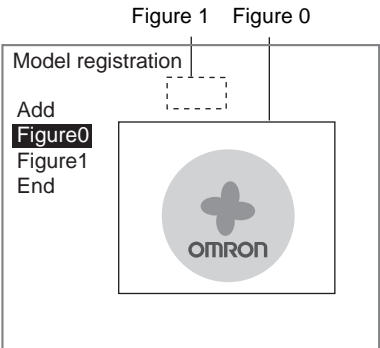 Figure 1 Figure 0
Model registration
Add
Figure0
Figure1
End
OMRON